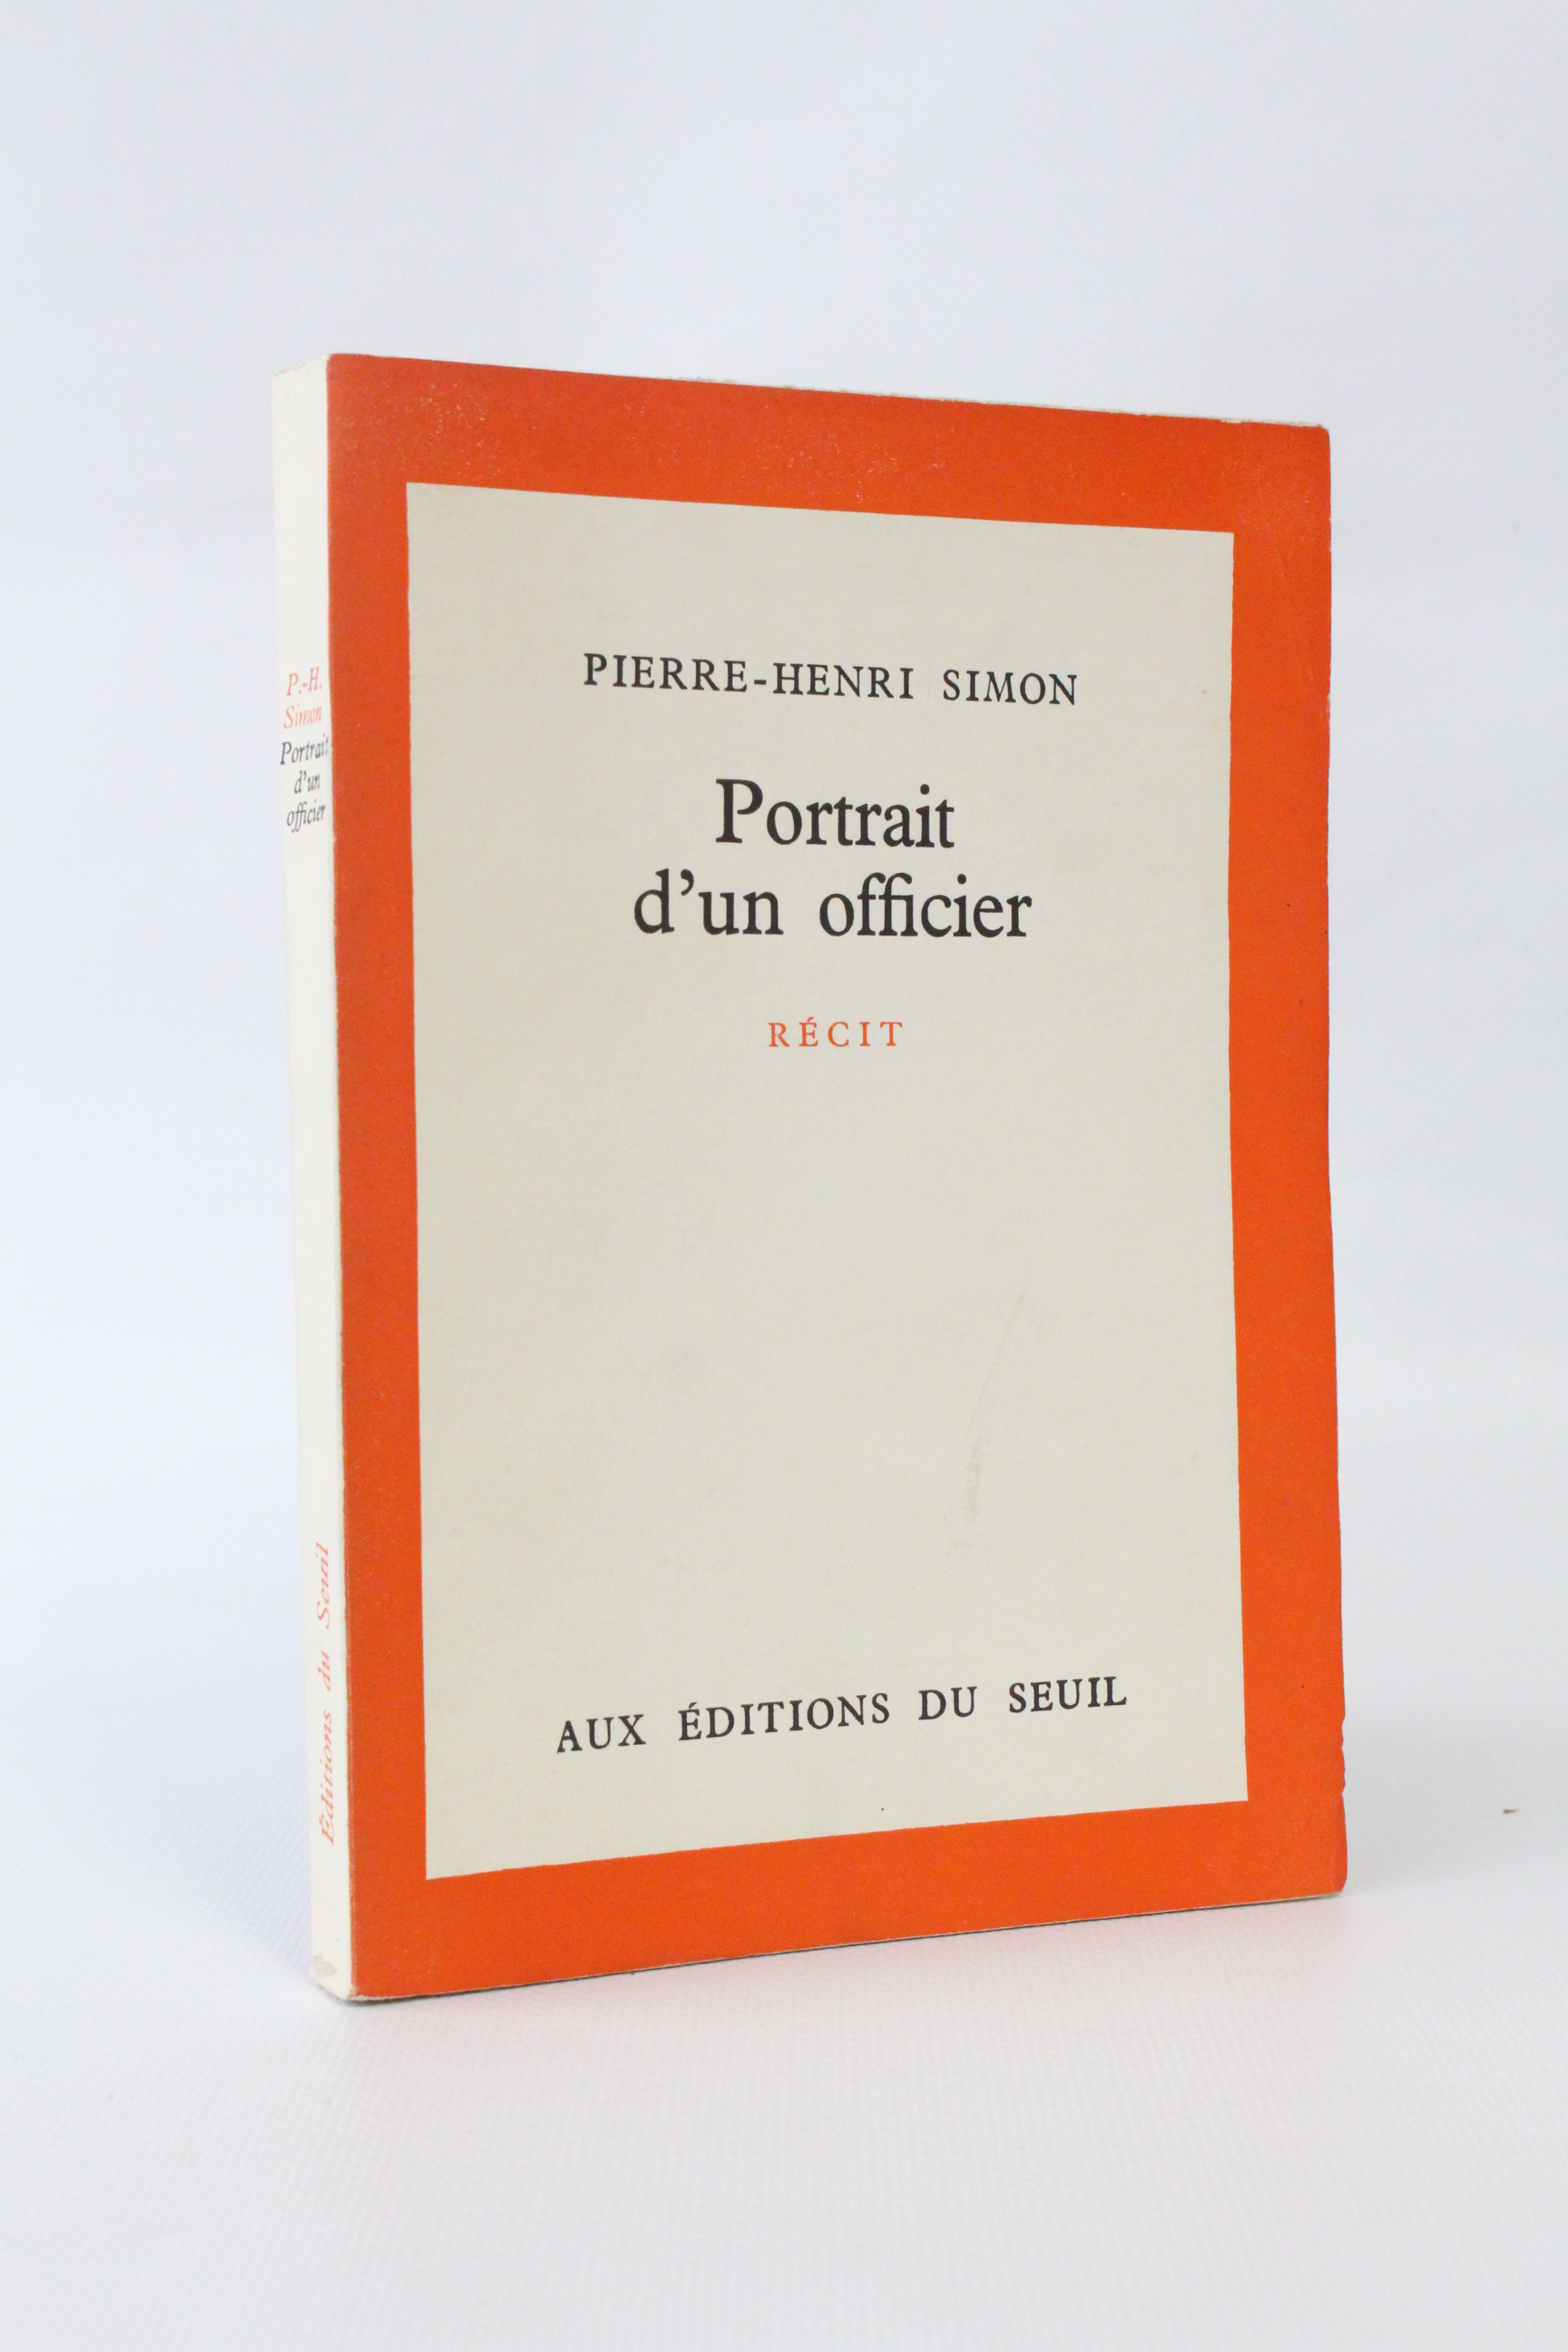 P.-H.
Simon
Portrait
d'un
officier
Éditions du Seuil
PIERRE-HENRI SIMON
Portrait
d'un officier
RÉCIT
AUX ÉDITIONS DU SEUIL